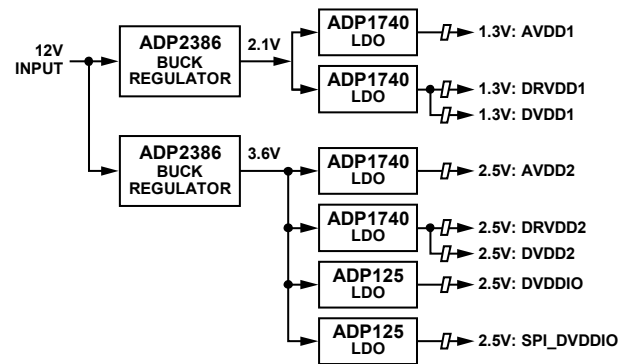 12V
INPUT
ADP2386
BUCK
REGULATOR
2.1V
ADP1740
LDO
1.3V: AVDD1
ADP1740
LDO
1.3V: DRVDD1
1.3V: DVDD1
ADP2386
BUCK
REGULATOR
3.6V
ADP1740
LDO
2.5V: AVDD2
ADP1740
LDO
2.5V: DRVDD2
2.5V: DVDD2
ADP125
LDO
2.5V: DVDDIO
ADP125
LDO
2.5V: SPI_DVDDIO